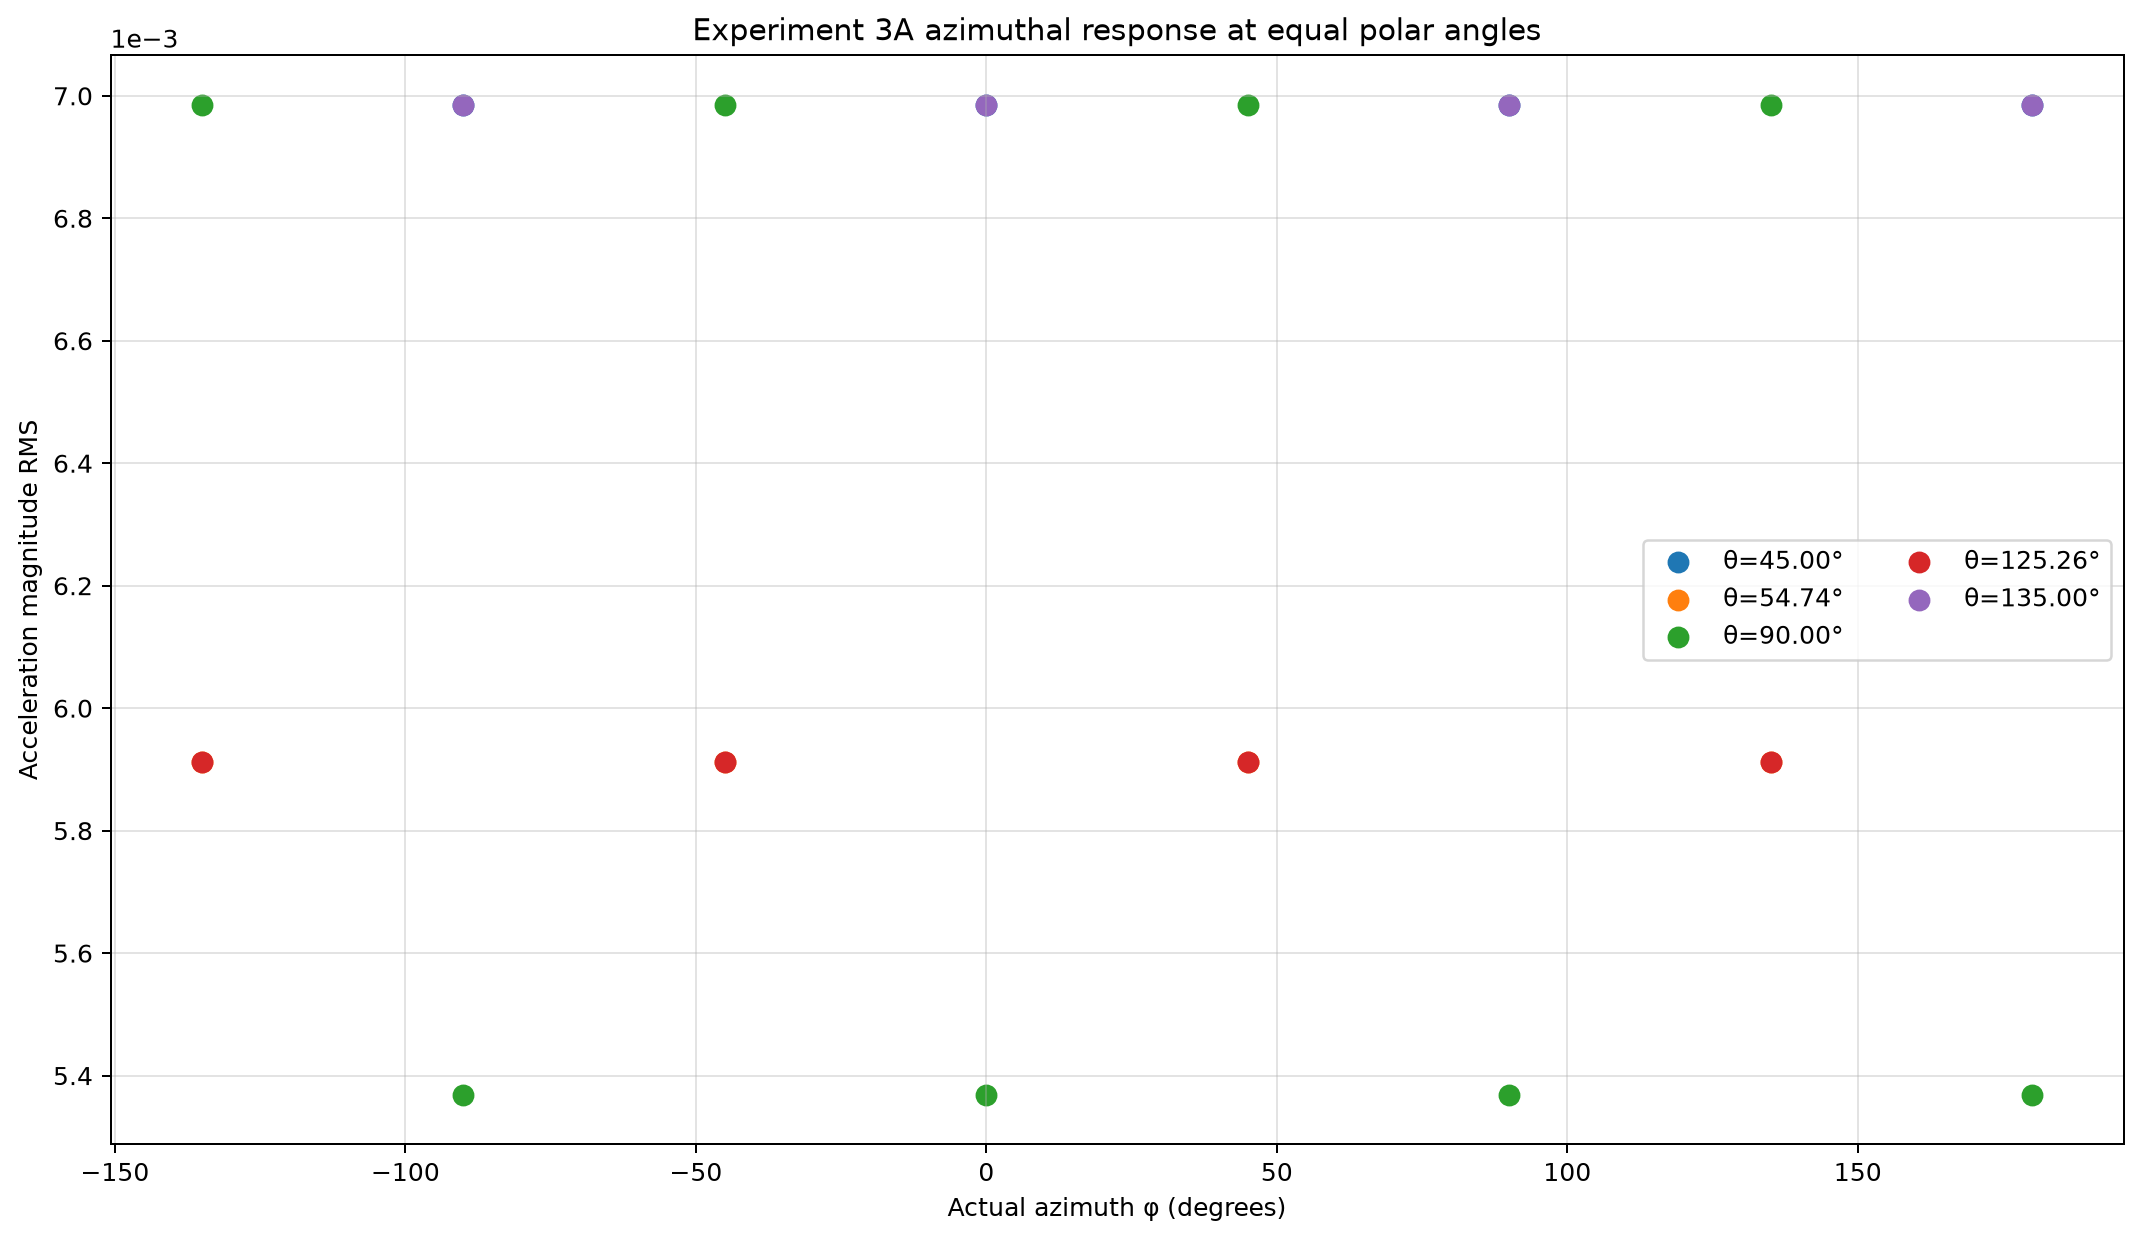 Experiment 3A azimuthal response at equal polar angles
1e−3
7.0
6.8
6.6
6.4
6.2
6.0
5.8
5.6
5.4
Acceleration magnitude RMS
θ=45.00°
θ=54.74°
θ=90.00°
θ=125.26°
θ=135.00°
−150 −100 −50 0 50 100 150
Actual azimuth φ (degrees)